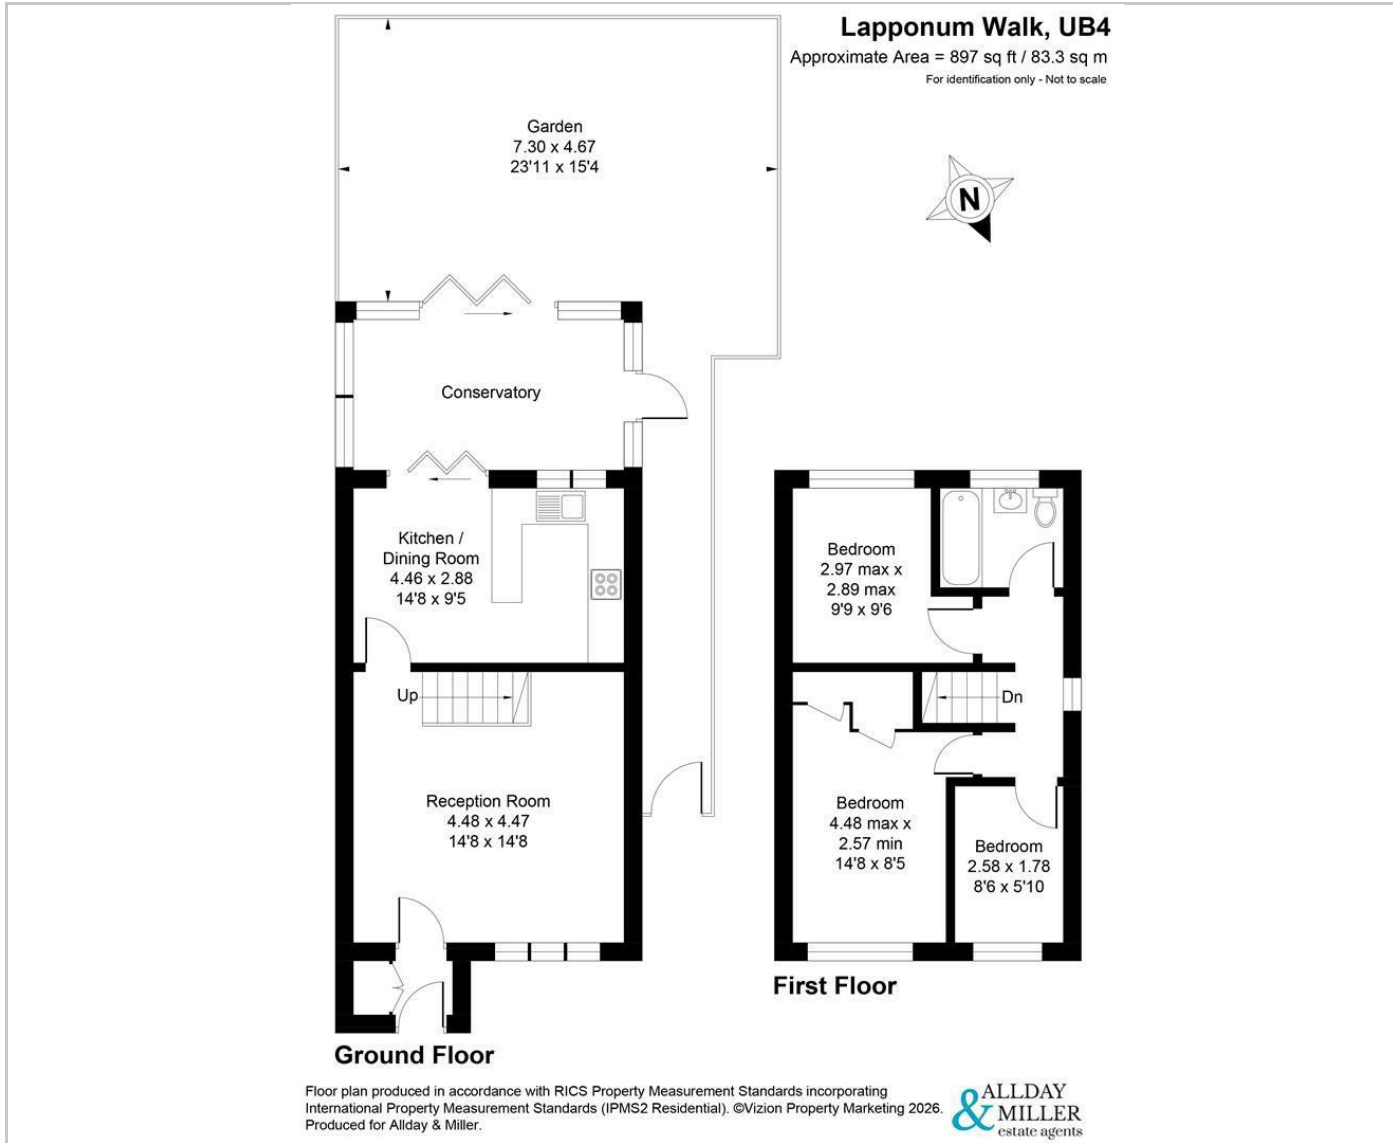 Lapponum Walk, UB4
Approximate Area = 897 sq ft / 83.3 sq m
For identification only - Not to scale
Garden
7.30 x 4.67
23'11 x 15'4
N
Conservatory
Kitchen /
Dining Room
4.46 x 2.88
14'8 x 9'5
Up
Reception Room
4.48 x 4.47
14'8 x 14'8
Ground Floor
Bedroom
2.97 max x
2.89 max
9'9 x 9'6
Dn
Bedroom
4.48 max x
2.57 min
14'8 x 8'5
Bedroom
2.58 x 1.78
8'6 x 5'10
First Floor
Floor plan produced in accordance with RICS Property Measurement Standards incorporating
International Property Measurement Standards (IPMS2 Residential). ©Vizion Property Marketing 2026.
Produced for Allday & Miller.
ALLDAY
& MILLER
estate agents